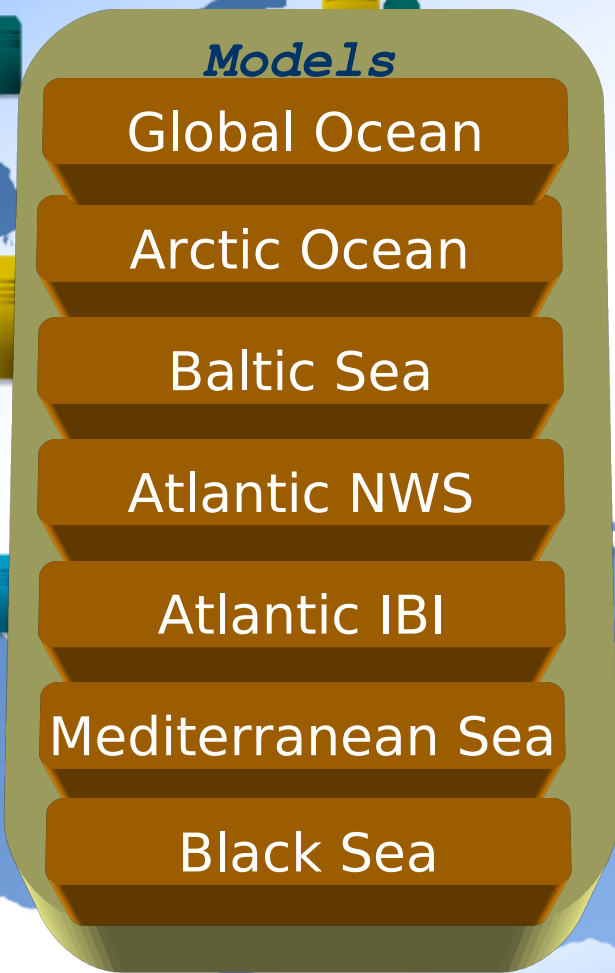 Models
Global Ocean
Arctic Ocean
Baltic Sea
Atlantic NWS
Atlantic IBI
Mediterranean Sea
Black Sea